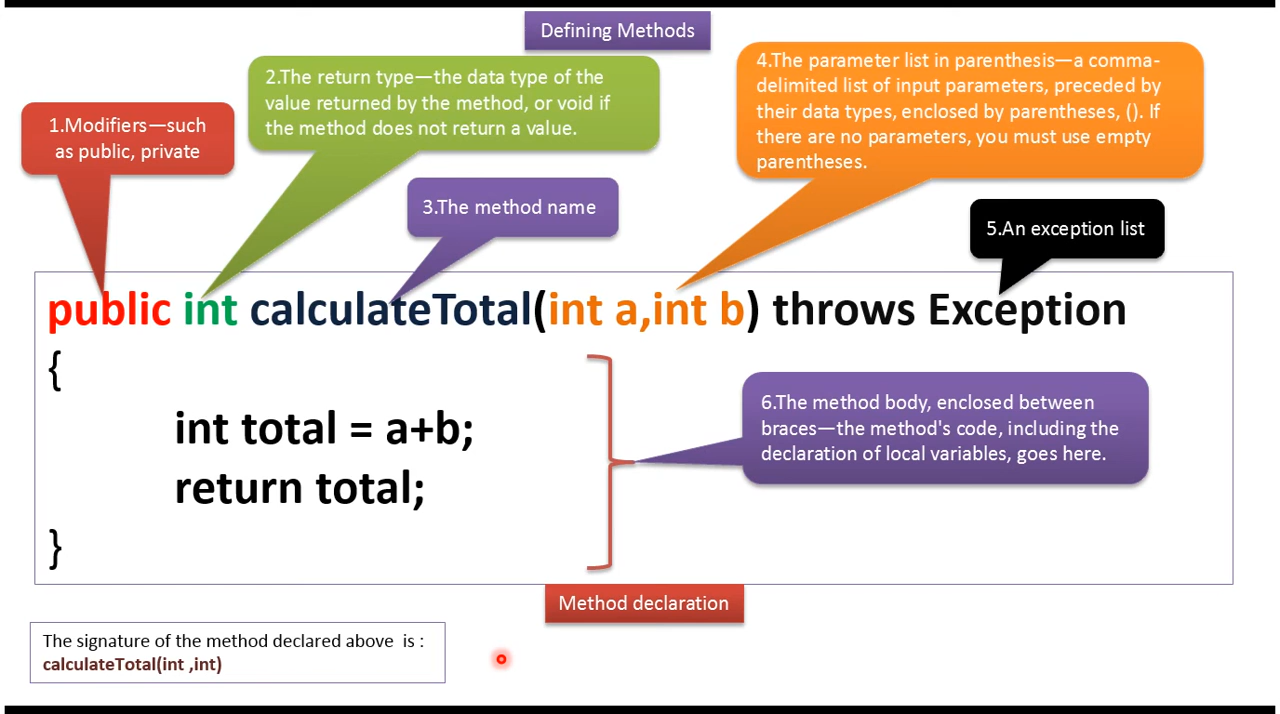 Defining Methods
1.Modifiers—such
as public, private
2.The return type—the data type of the
value returned by the method, or void if
the method does not return a value.
3.The method name
4.The parameter list in parenthesis—a comma-
delimited list of input parameters, preceded by
their data types, enclosed by parentheses, (). If
there are no parameters, you must use empty
parentheses.
5.An exception list
public int calculateTotal(int a,int b) throws Exception
{
int total = a+b;
return total;
}
6.The method body, enclosed between
braces—the method's code, including the
declaration of local variables, goes here.
Method declaration
The signature of the method declared above is :
calculateTotal(int ,int)